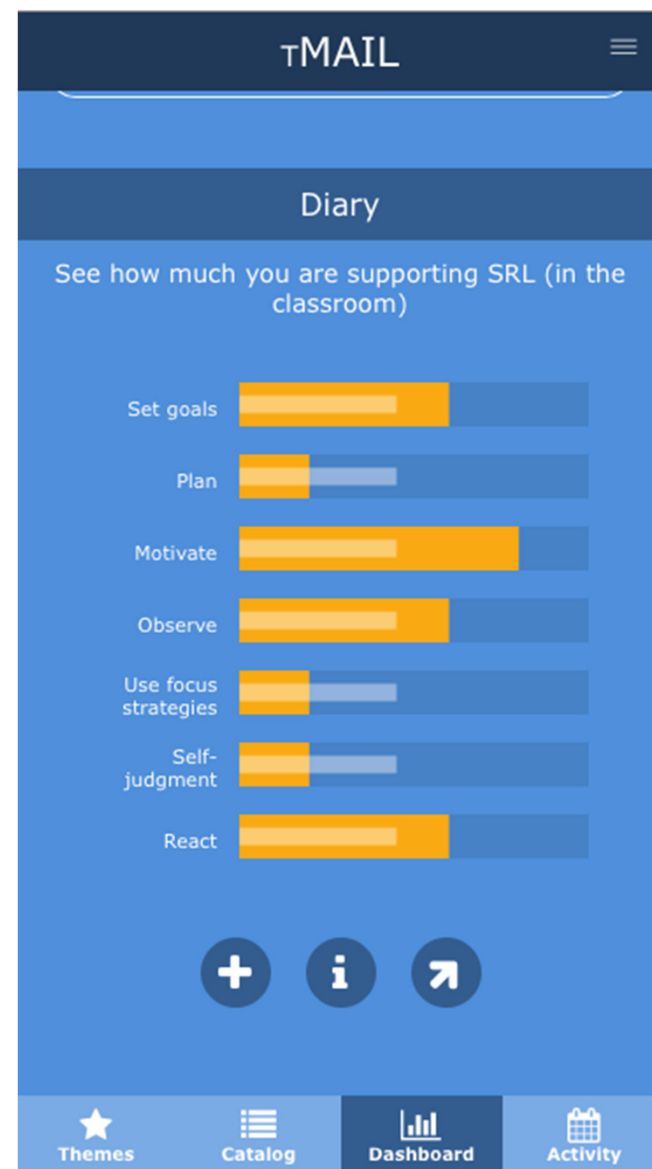 TMAIL
Diary
See how much you are supporting SRL (in the
classroom)
Set goals
Plan
Motivate
Observe
Use focus
strategies
Self-
judgment
React
Themes
Catalog
Dashboard
Activity